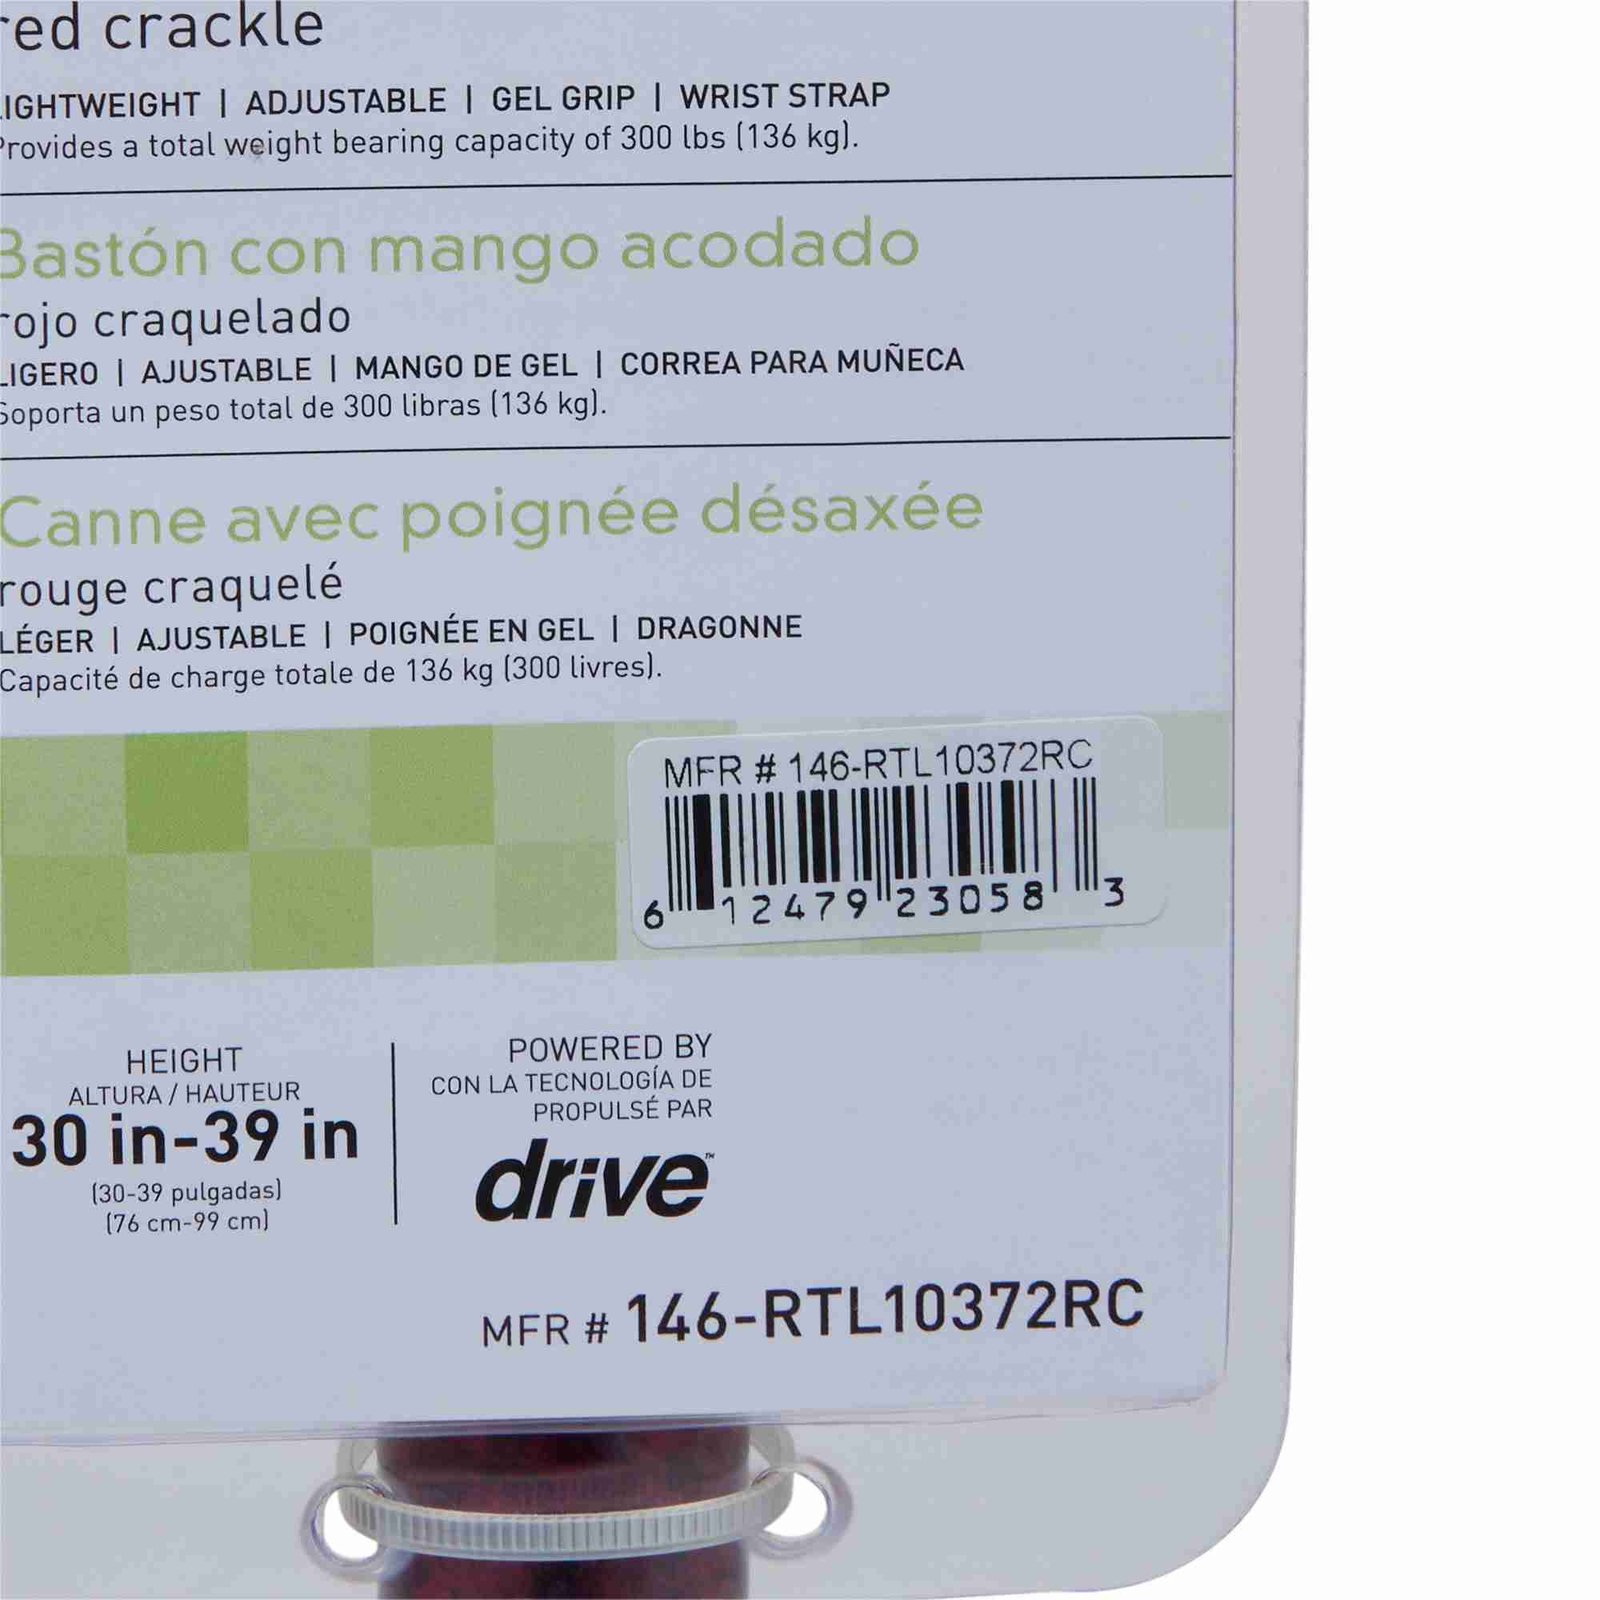 red crackle
LIGHTWEIGHT | ADJUSTABLE | GEL GRIP | WRIST STRAP
Provides a total weight bearing capacity of 300 lbs (136 kg).
Bastón con mango acodado
rojo craquelado
LIGERO | AJUSTABLE | MANGO DE GEL | CORREA PARA MUÑECA
Soporta un peso total de 300 libras (136 kg).
Canne avec poignée désaxée
rouge craquelé
LÉGER | AJUSTABLE | POIGNÉE EN GEL | DRAGONNE
Capacité de charge totale de 136 kg (300 livres).
MFR # 146-RTL10372RC
6 12479 23058 3
HEIGHT
ALTURA / HAUTEUR
30 in-39 in
(30-39 pulgadas)
(76 cm-99 cm)
POWERED BY
CON LA TECNOLOGÍA DE
PROPULSÉ PAR
drive™
MFR # 146-RTL10372RC